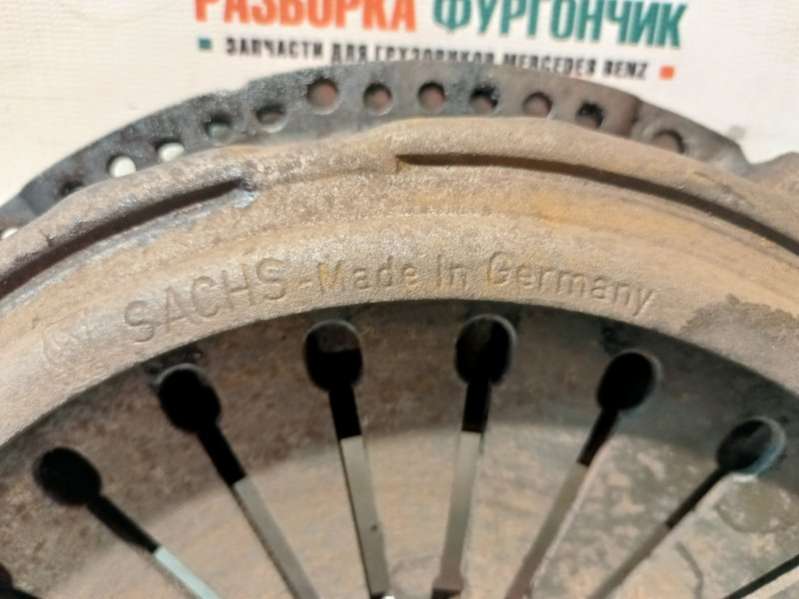 РАЗБОРКА ФУРГОНЧИК
ЗАПЧАСТИ ДЛЯ ГРУЗОВИКОВ MERCEDES BENZ
SACHS - Made In Germany